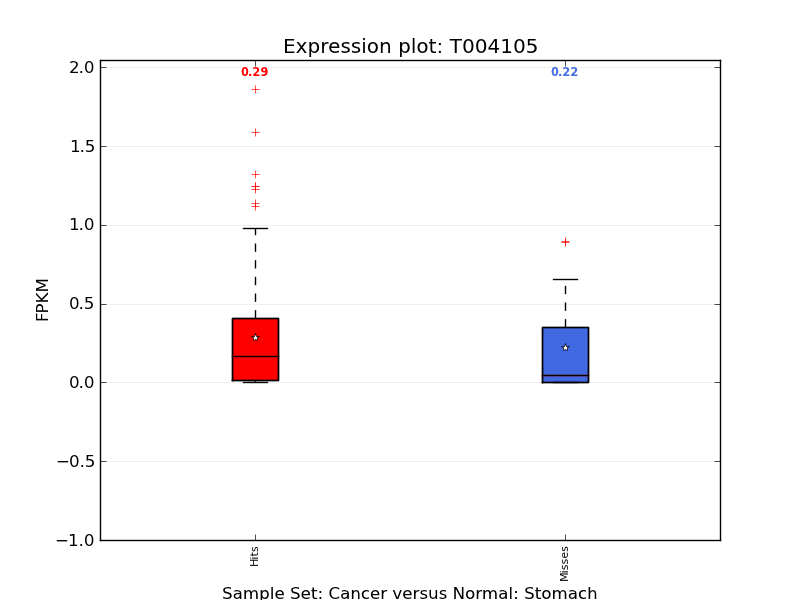 Expression plot: T004105
0.29
0.22
2.0
1.5
1.0
0.5
0.0
−0.5
−1.0
FPKM
Hits
Misses
Sample Set: Cancer versus Normal: Stomach